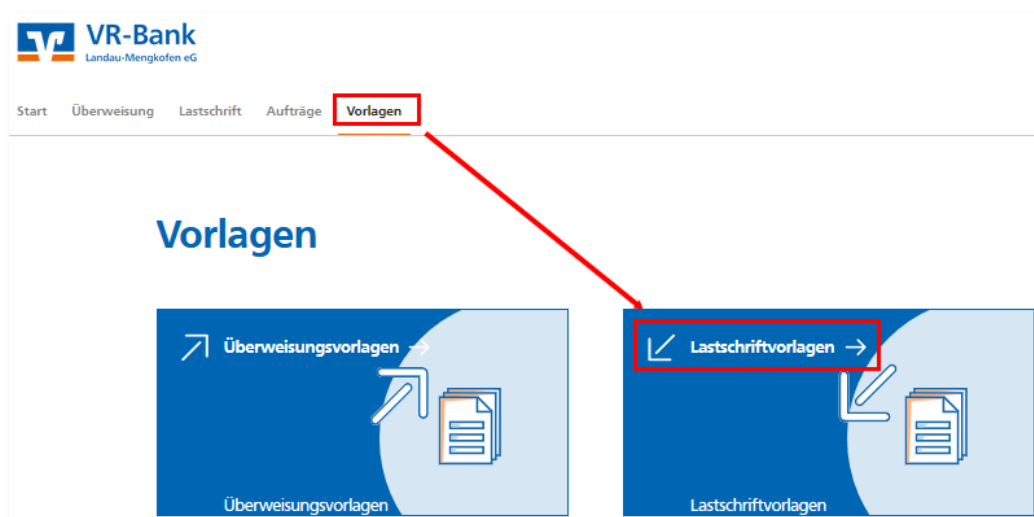 VR-Bank
Landau-Mengkofen eG
Start Überweisung Lastschrift Aufträge Vorlagen
Vorlagen
Überweisungsvorlagen
Lastschriftvorlagen
Überweisungsvorlagen
Lastschriftvorlagen